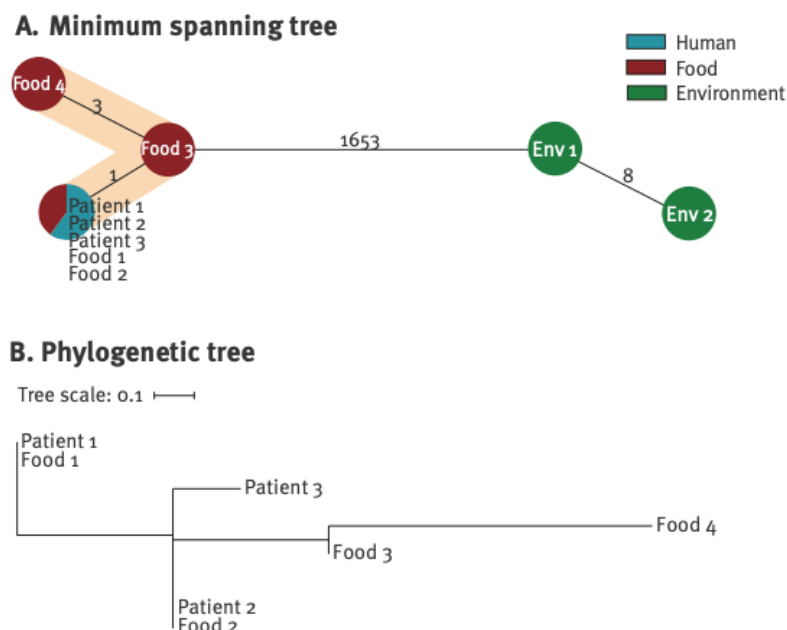 A. Minimum spanning tree
Human
Food
Environment
Food 4
3
Food 3
1653
Env 1
8
Env 2
1
Patient 1
Patient 2
Patient 3
Food 1
Food 2
B. Phylogenetic tree
Tree scale: 0.1
Patient 1
Food 1
Patient 3
Food 4
Food 3
Patient 2
Food 2